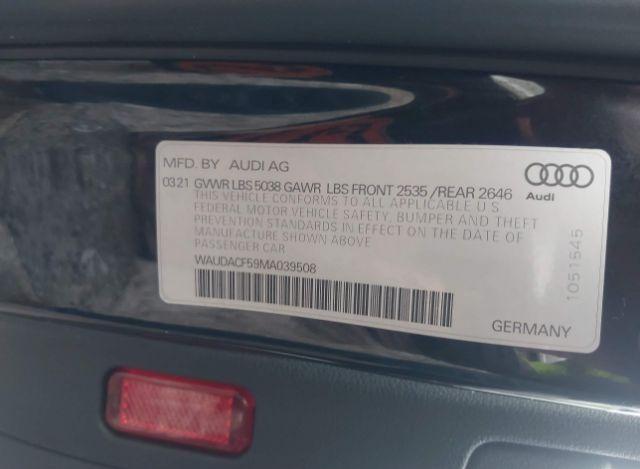 MFD. BY AUDI AG
03.21 GVWR LBS 5038 GAWR LBS FRONT 2535 /REAR 2646
THIS VEHICLE CONFORMS TO ALL APPLICABLE U S
FEDERAL MOTOR VEHICLE SAFETY, BUMPER AND THEFT
PREVENTION STANDARDS IN EFFECT ON THE DATE OF
MANUFACTURE SHOWN ABOVE
PASSENGER CAR
WAUDACF59MA039508
Audi
1051545
GERMANY